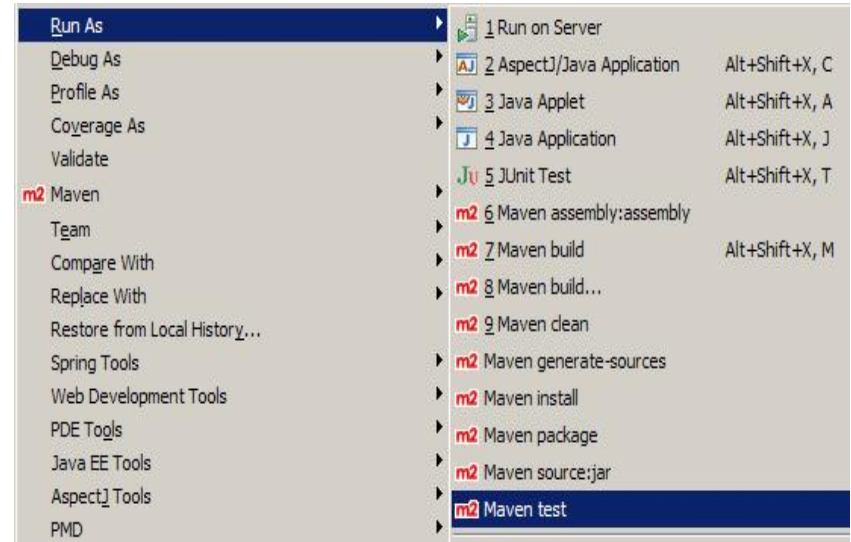 Run As
Debug As
Profile As
Coverage As
Validate
m2 Maven
Team
Compare With
Replace With
Restore from Local History...
Spring Tools
Web Development Tools
PDE Tools
Java EE Tools
AspectJ Tools
PMD
1 Run on Server
AJ 2 AspectJ/Java Application Alt+Shift+X, C
3 Java Applet Alt+Shift+X, A
J 4 Java Application Alt+Shift+X, J
JU 5 JUnit Test Alt+Shift+X, T
m2 6 Maven assembly:assembly
m2 7 Maven build Alt+Shift+X, M
m2 8 Maven build...
m2 9 Maven clean
m2 Maven generate-sources
m2 Maven install
m2 Maven package
m2 Maven source:jar
m2 Maven test